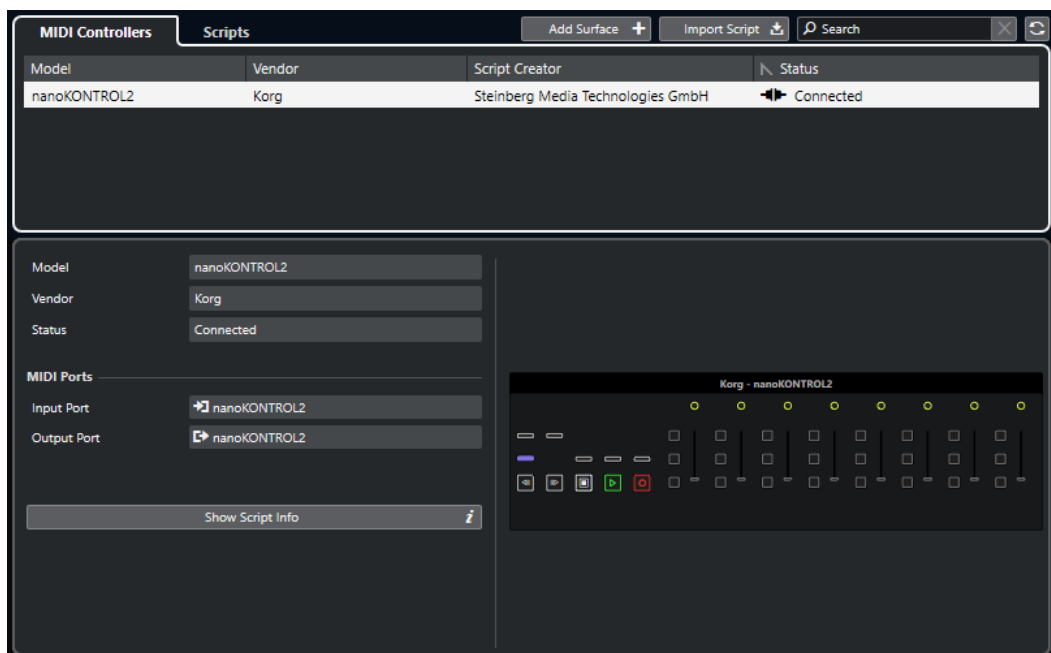 MIDI Controllers Scripts Add Surface Import Script Search
Model Vendor Script Creator Status
nanoKONTROL2 Korg Steinberg Media Technologies GmbH Connected
Model nanoKONTROL2
Vendor Korg
Status Connected
MIDI Ports
Input Port nanoKONTROL2
Output Port nanoKONTROL2
Show Script Info i
Korg - nanoKONTROL2